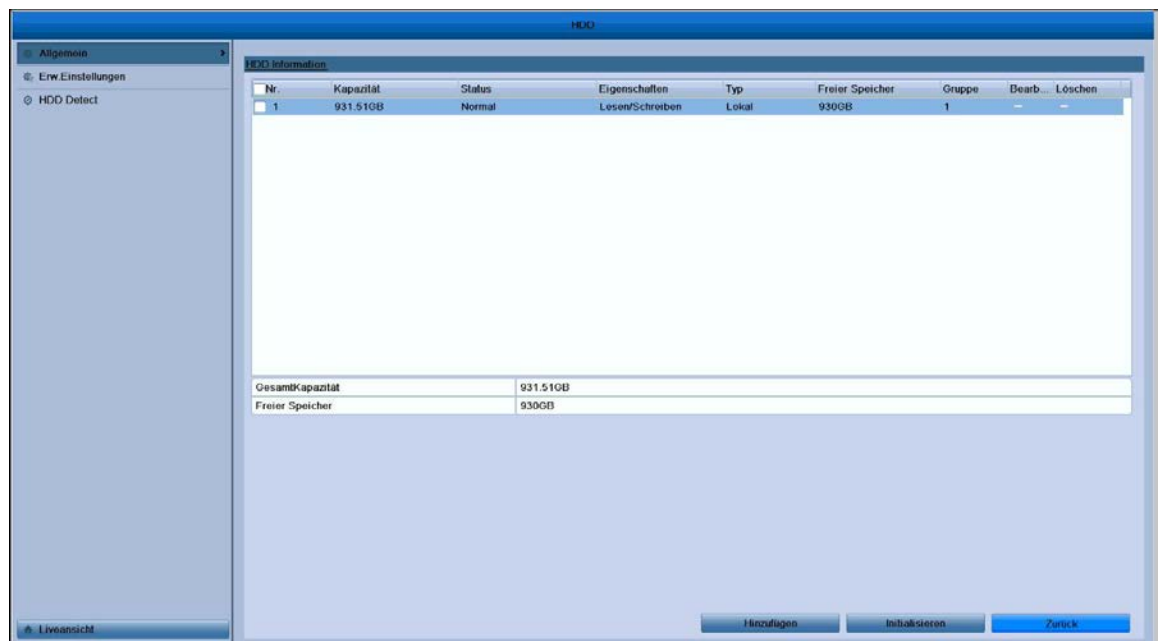 HDD
Allgemein
Erw.Einstellungen
HDD Detect
HDD Information
Nr. Kapazität Status Eigenschaften Typ Freier Speicher Gruppe Bearb... Löschen
1 931.51GB Normal Lesen/Schreiben Lokal 930GB 1 — —
GesamtKapazität 931.51GB
Freier Speicher 930GB
Hinzufügen Initialisieren Zurück
Liveansicht